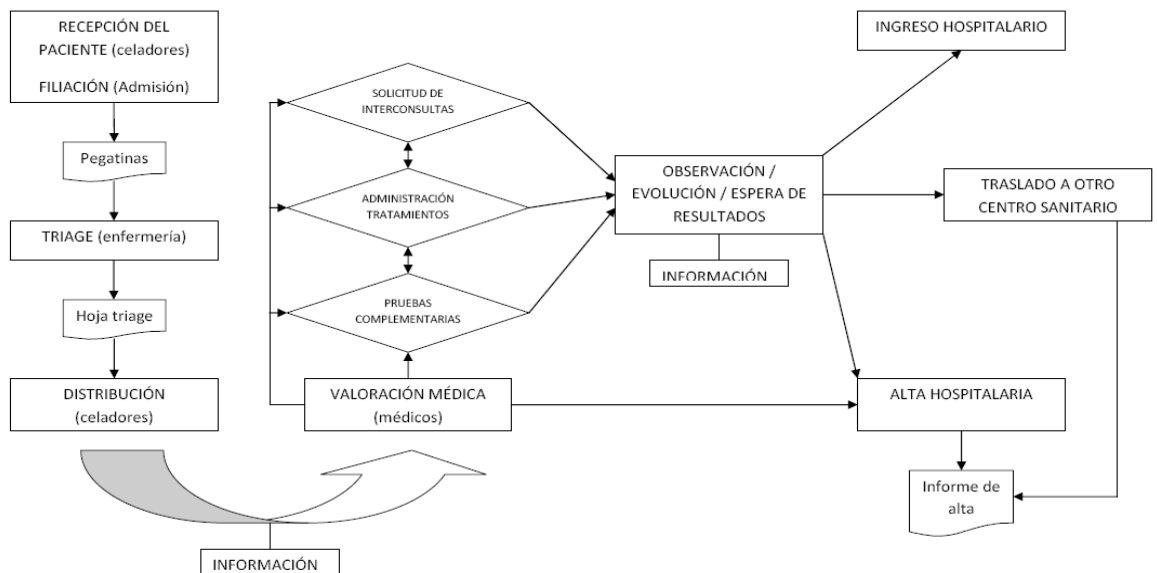 RECEPCIÓN DEL
PACIENTE (celadores)
FILIACIÓN (Admisión)
Pegatinas
TRIAGE (enfermería)
Hoja triage
DISTRIBUCIÓN
(celadores)
INFORMACIÓN
SOLICITUD DE
INTERCONSULTAS
ADMINISTRACIÓN
TRATAMIENTOS
PRUEBAS
COMPLEMENTARIAS
VALORACIÓN MÉDICA
(médicos)
OBSERVACIÓN /
EVOLUCIÓN / ESPERA DE
RESULTADOS
INFORMACIÓN
INGRESO HOSPITALARIO
TRASLADO A OTRO
CENTRO SANITARIO
ALTA HOSPITALARIA
Informe de
alta